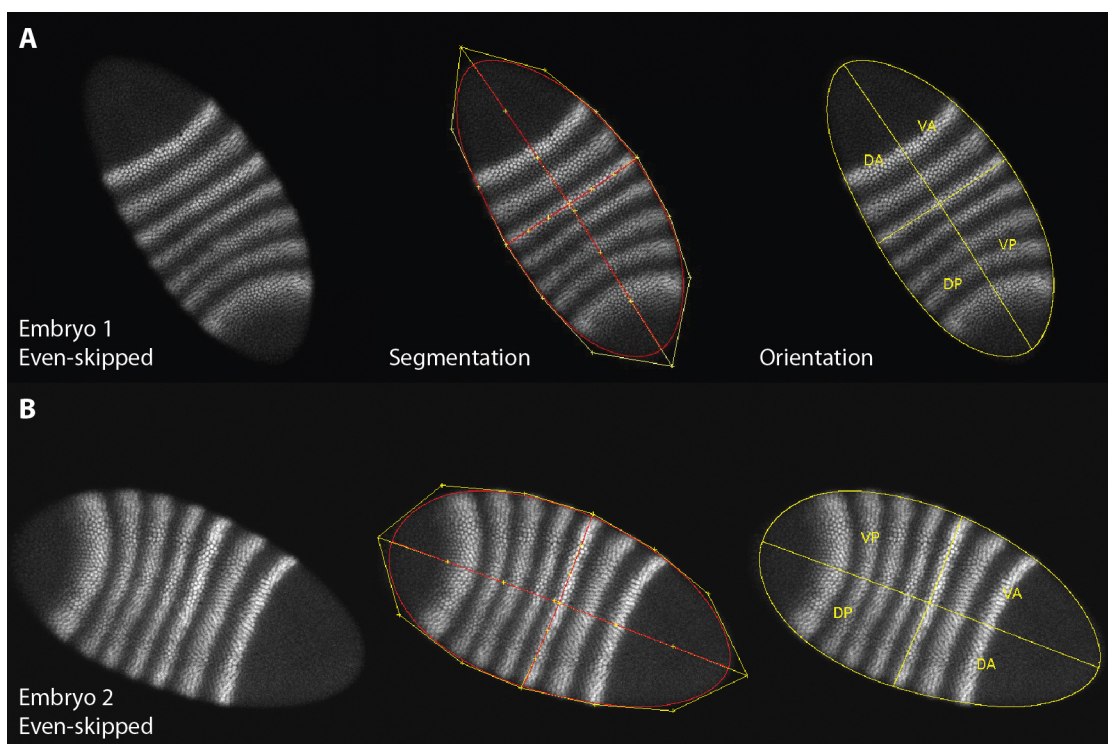 A
VA
DA
VP
DP
Embryo 1
Even-skipped
Segmentation
Orientation
B
VP
VA
DP
DA
Embryo 2
Even-skipped